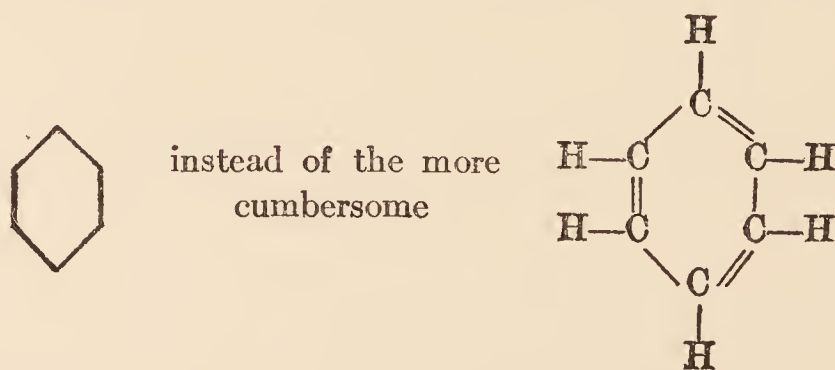 H
C
instead of the more
cumbersome
H—C C—H
H—C C—H
C
H